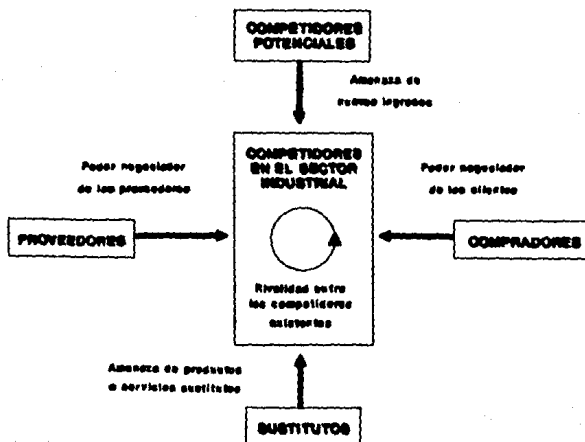 COMPETIDORES
POTENCIALES
Amenaza de
nuevos ingresos
COMPETIDORES
EN EL SECTOR
INDUSTRIAL
Poder negociador
de los proveedores
Poder negociador
de los clientes
PROVEEDORES
COMPRADORES
Rivalidad entre
los competidores
existentes
Amenaza de productos
o servicios sustitutos
SUSTITUTOS